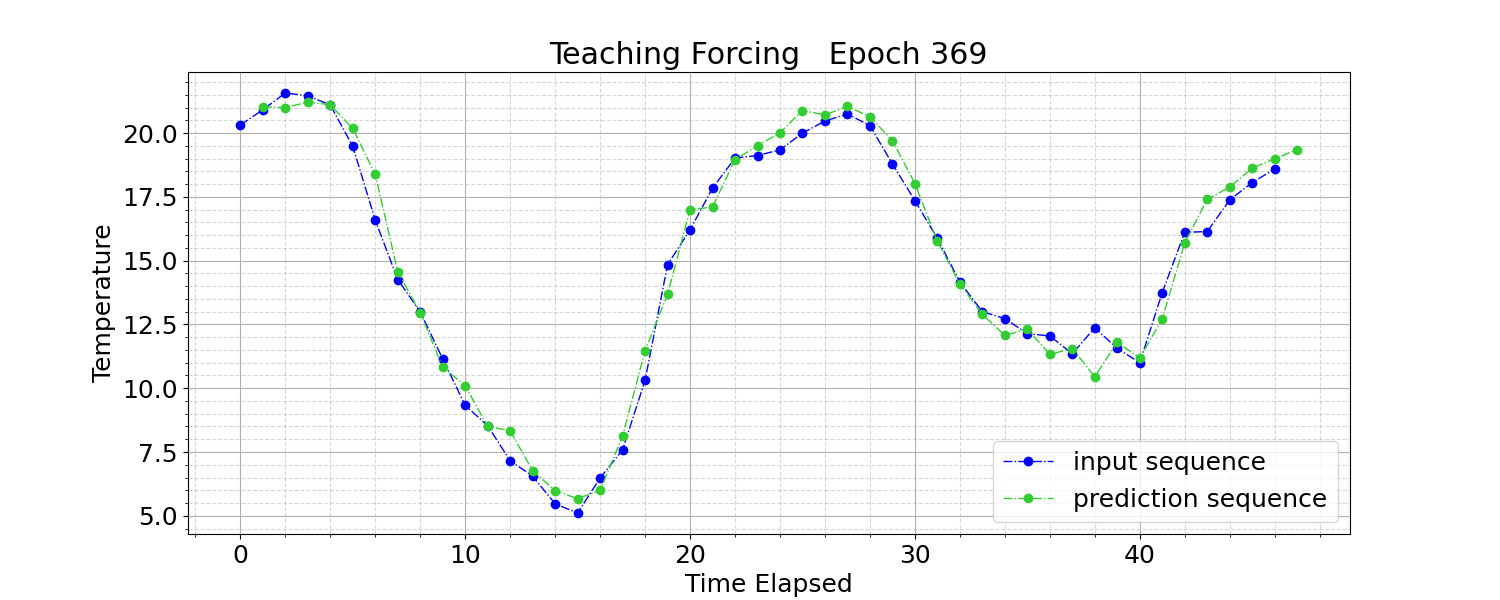 Teaching Forcing   Epoch 369
Temperature
20.0
17.5
15.0
12.5
10.0
7.5
5.0
input sequence
prediction sequence
0 10 20 30 40
Time Elapsed